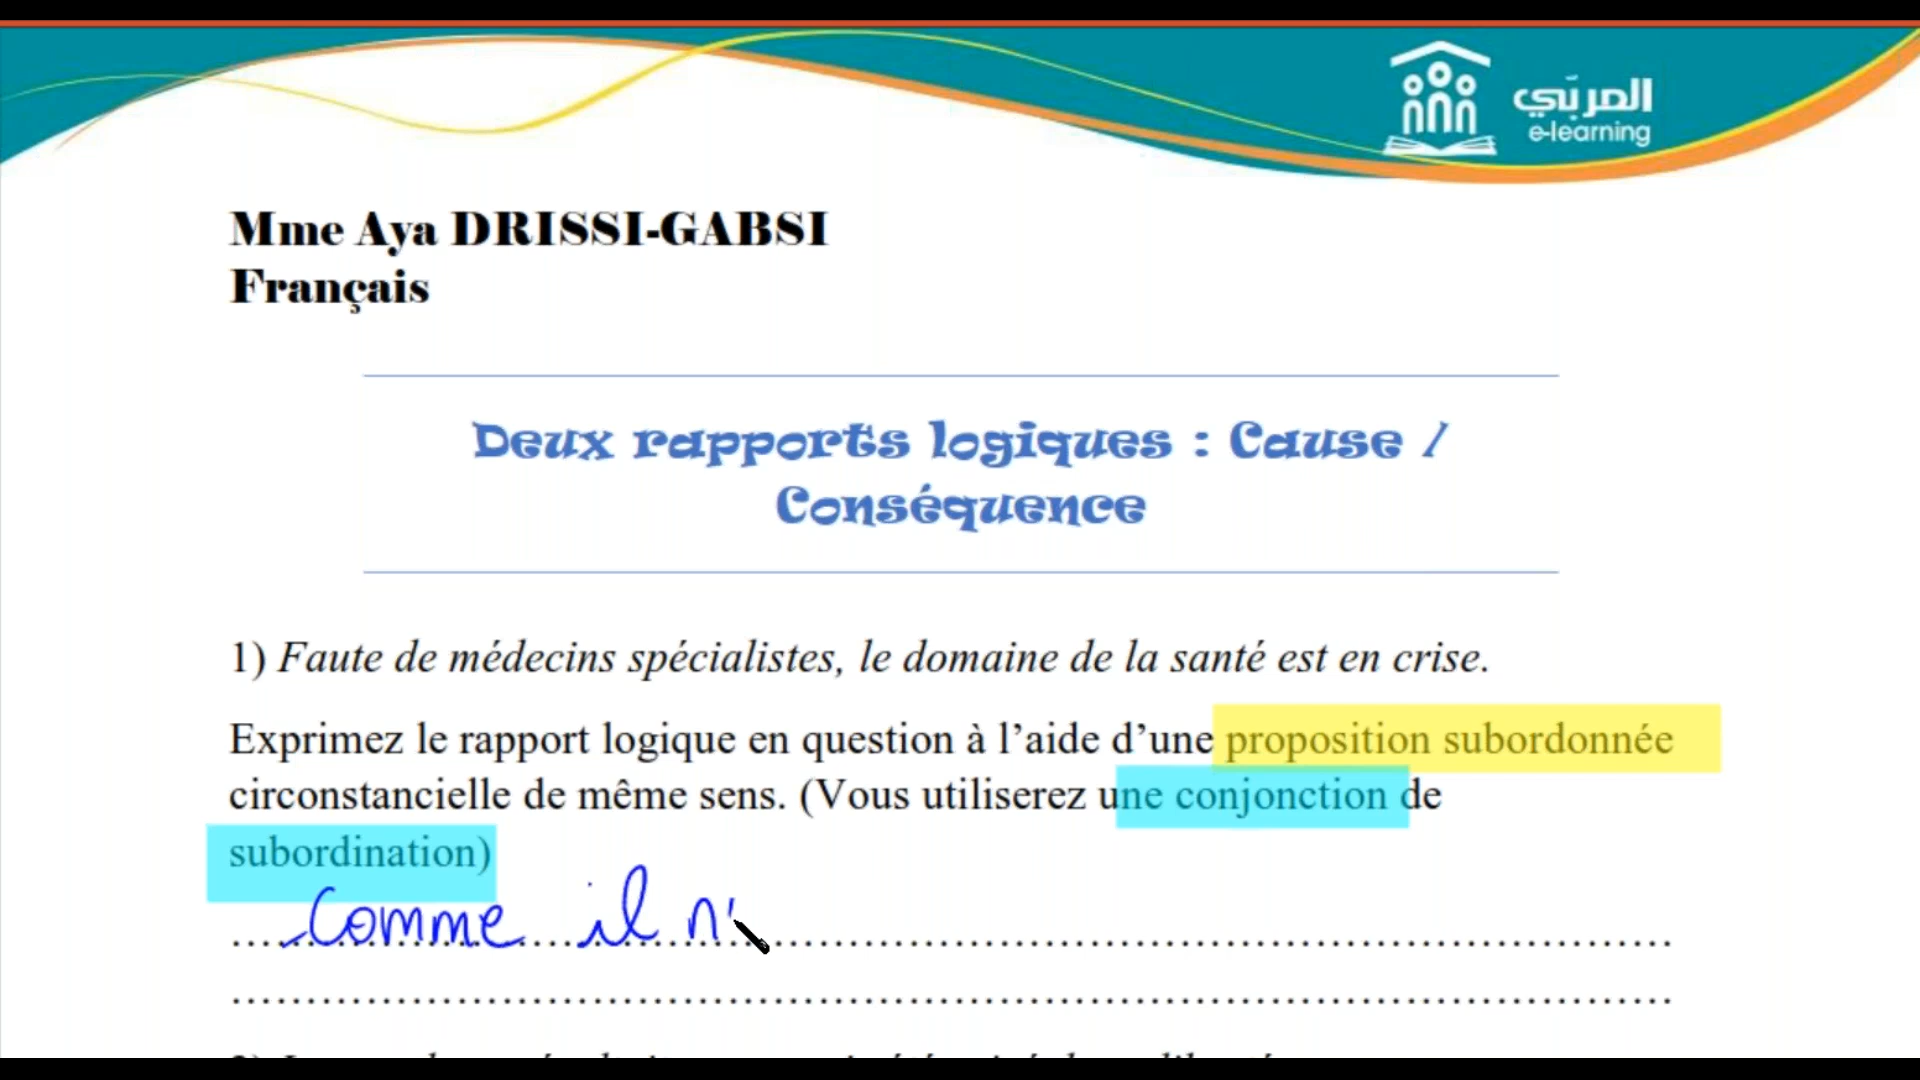 المربّي
e-learning
Mme Aya DRISSI-GABSI
Français
Deux rapports logiques : Cause /
Conséquence
1) Faute de médecins spécialistes, le domaine de la santé est en crise.
Exprimez le rapport logique en question à l’aide d’une proposition subordonnée
circonstancielle de même sens. (Vous utiliserez une conjonction de
subordination)
Comme il n'